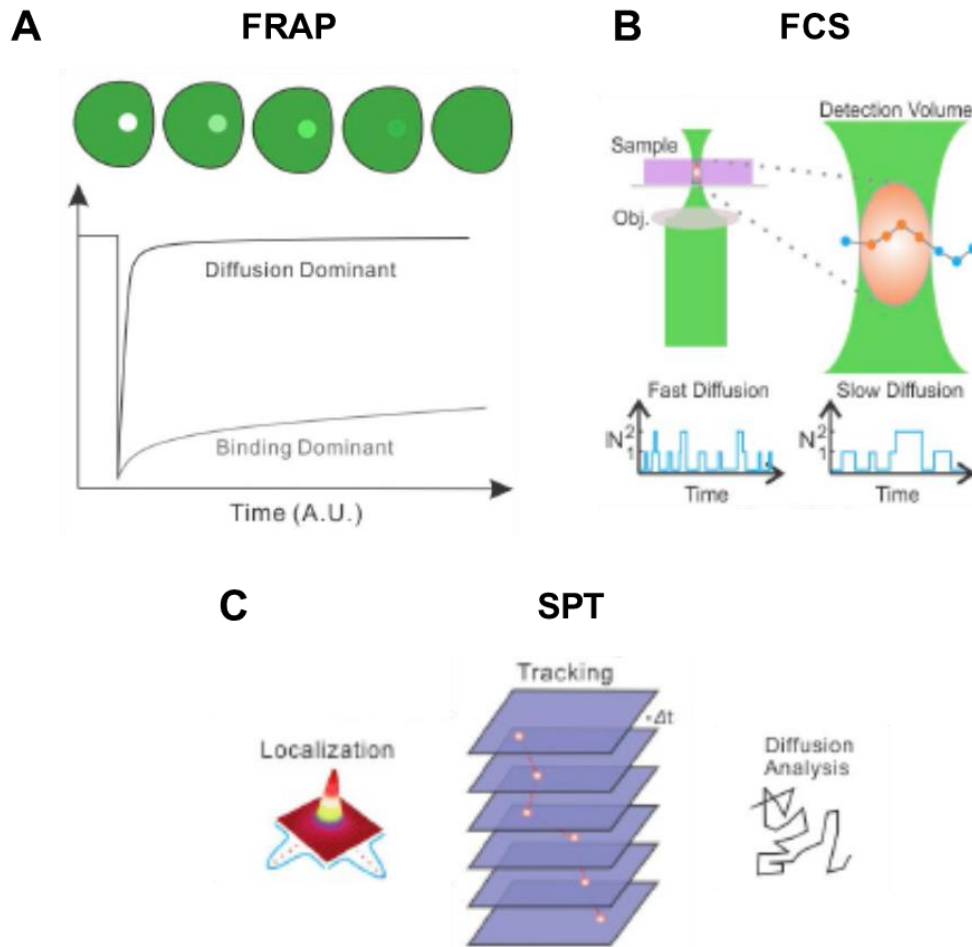 A
FRAP
Diffusion Dominant
Binding Dominant
Time (A.U.)
B
FCS
Detection Volume
Sample
Obj.
Fast Diffusion
Slow Diffusion
N
2
1
Time
N
2
1
Time
C
SPT
Localization
Tracking
Δt
Diffusion
Analysis